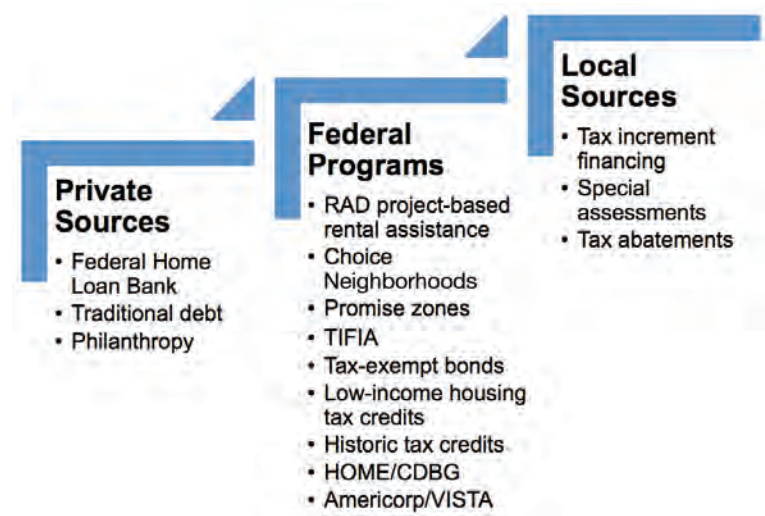 Private
Sources
• Federal Home
Loan Bank
• Traditional debt
• Philanthropy
Federal
Programs
• RAD project-based
rental assistance
• Choice
Neighborhoods
• Promise zones
• TIFIA
• Tax-exempt bonds
• Low-income housing
tax credits
• Historic tax credits
• HOME/CDBG
• Americorp/VISTA
Local
Sources
• Tax increment
financing
• Special
assessments
• Tax abatements